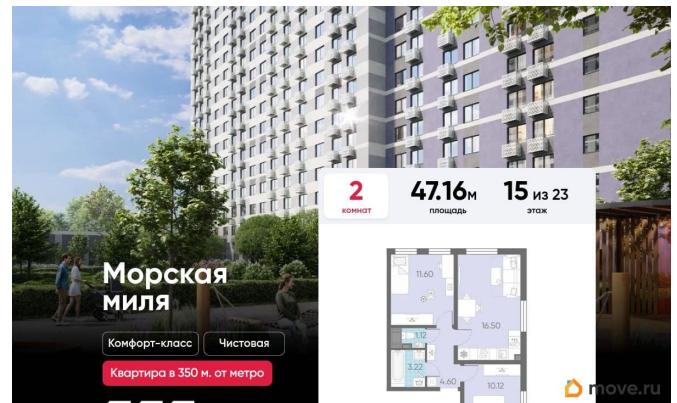 2
комнат
47.16м
площадь
15 из 23
этаж
Морская
миля
Комфорт-класс
Чистовая
Квартира в 350 м. от метро
11.60
16.50
1.12
3.22
4.60
10.12
move.ru